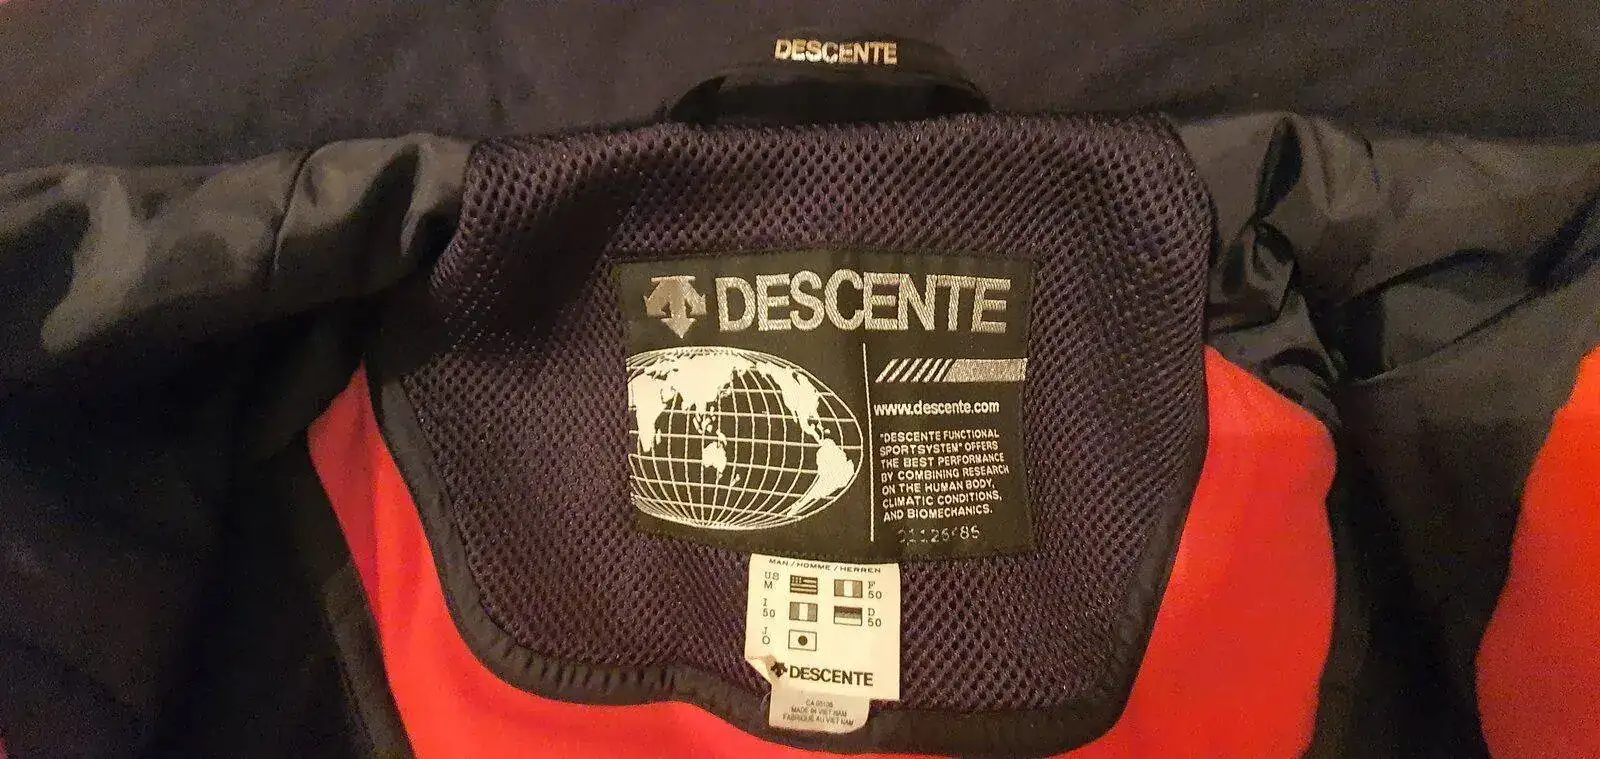 DESCENTE
DESCENTE
www.descente.com
"DESCENTE FUNCTIONAL
SPORTSYSTEM" OFFERS
THE BEST PERFORMANCE
BY COMBINING RESEARCH
ON THE HUMAN BODY,
CLIMATIC CONDITIONS,
AND BIOMECHANICS.
MAN/HOMME/HERREN
US M
F 50
I 50
D 50
J O
DESCENTE
MADE IN VIET NAM
FABRIQUE AU VIET NAM